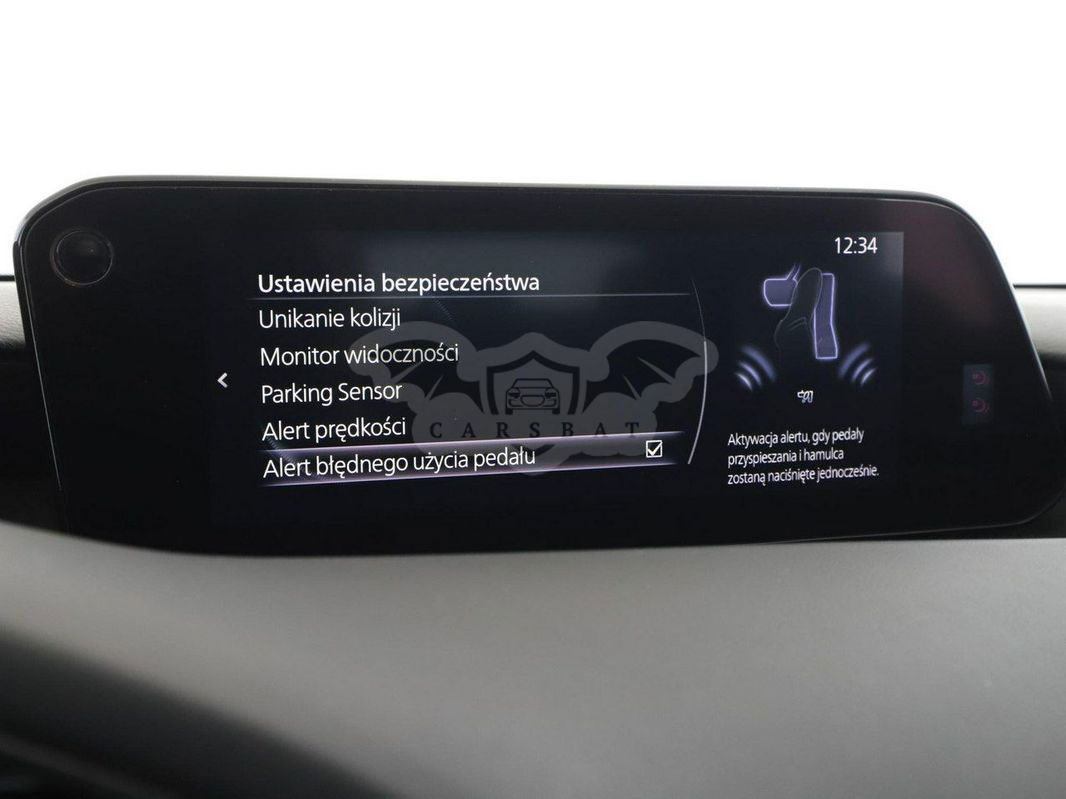 12:34
Ustawienia bezpieczeństwa
Unikanie kolizji
Monitor widoczności
Parking Sensor
Alert prędkości
Alert błędnego użycia pedału
CARSBAT
Aktywacja alertu, gdy pedały
przyspieszania i hamulca
zostaną naciśnięte jednocześnie.